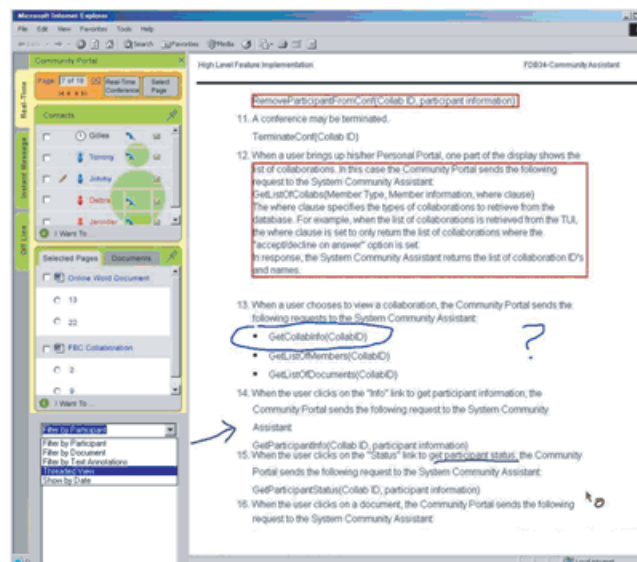 Microsoft Internet Explorer
File Edit View Favorites Tools Help
Search Favorites Media
Community Portal
Page 7 of 19
Real-Time Conference
Select Page
Real-Time
Instant Message
Off Line
Contacts
Gilles
Tommy
Johnny
Debra
Jennifer
I Want To ...
Selected Pages Documents
Online Word Document
13
22
FBC Collaboration
3
9
I Want To ...
Filter by Participant
Filter by Participant
Filter by Document
Filter by Text Annotations
Threaded View
Show by Date
High Level Feature Implementation
FDB34-Community Assistant
RemoveParticipantFromConf(Collab ID, participant information)
11. A conference may be terminated.
TerminateConf(Collab ID)
12. When a user brings up his/her Personal Portal, one part of the display shows the
list of collaborations. In this case the Community Portal sends the following
request to the System Community Assistant:
GetListOfCollabs(Member Type, Member information, where clause)
The where clause specifies the types of collaborations to retrieve from the
database. For example, when the list of collaborations is retrieved from the TUI,
the where clause is set to only return the list of collaborations where the
"accept/decline on answer" option is set.
In response, the System Community Assistant returns the list of collaboration ID's
and names.
13. When a user chooses to view a collaboration, the Community Portal sends the
following requests to the System Community Assistant:
• GetCollabInfo(CollabID)
?
• GetListOfMembers(CollabID)
• GetListOfDocuments(CollabID)
14. When the user clicks on the "Info" link to get participant information, the
Community Portal sends the following request to the System Community
Assistant:
GetParticipantInfo(Collab ID, participant information)
15. When the user clicks on the "Status" link to get participant status, the Community
Portal sends the following request to the System Community Assistant:
GetParticipantStatus(Collab ID, participant information)
16. When the user clicks on a document, the Community Portal sends the following
request to the System Community Assistant:
Local intranet